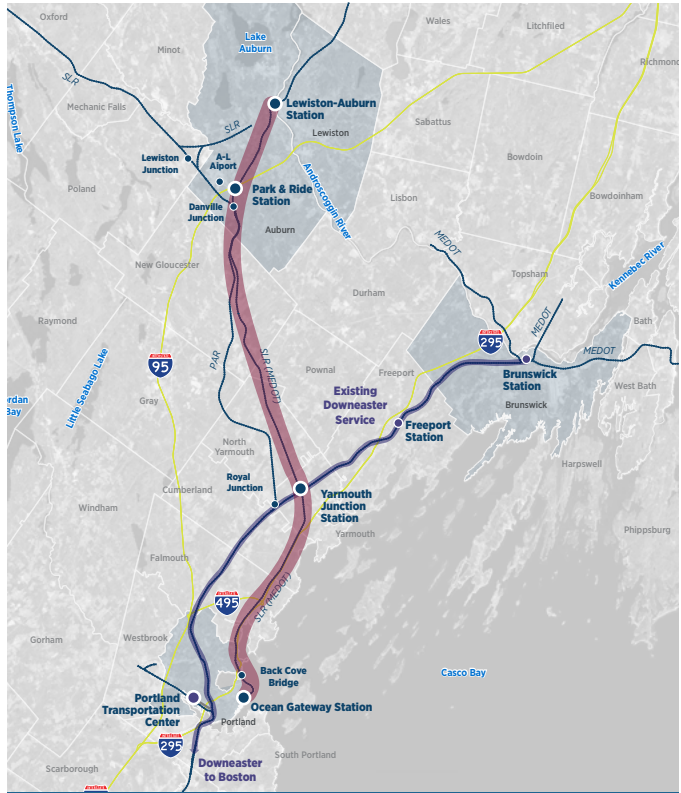 Oxford
Wales
Litchfiled
Lake
Auburn
Minot
Richmond
SLR
Thompson Lake
Mechanic Falls
Lewiston-Auburn
Station
SLR
Lewiston
Sabattus
Lewiston
Junction
A-L
Aiport
Bowdoin
Poland
Park & Ride
Station
Androscoggin River
Lisbon
Bowdoinham
Danville
Junction
Auburn
MEDOT
Kennebec River
New Gloucester
Topsham
Durham
Raymond
MEDOT
Bath
295
MEDOT
95
PAR
SLR (MEDOT)
Little Seabago Lake
Pownal
Freeport
Brunswick
Station
West Bath
Existing
Downeaster
Service
rdan
Bay
Gray
Brunswick
Freeport
Station
North
Yarmouth
Harpswell
Royal
Junction
Cumberland
Yarmouth
Junction
Station
Windham
Yarmouth
Phippsburg
Falmouth
495
SLR (MEDOT)
Gorham
Westbrook
Back Cove
Bridge
Casco Bay
Portland
Transportation
Center
Ocean Gateway Station
Portland
295
Downeaster
to Boston
South Portland
Scarborough